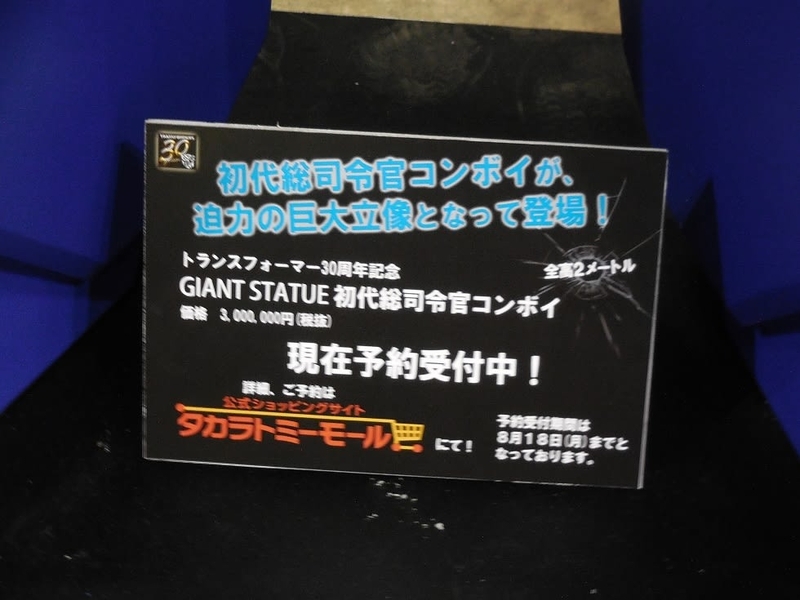 30
初代総司令官コンボイが、
迫力の巨大立像となって登場！
トランスフォーマー30周年記念
全高2メートル
GIANT STATUE 初代総司令官コンボイ
価格 3,000,000円(税抜)
現在予約受付中！
詳細、ご予約は
公式ショッピングサイト
タカラトミーモール
にて！
予約受付期間は
8月18日(月)までと
なっております。